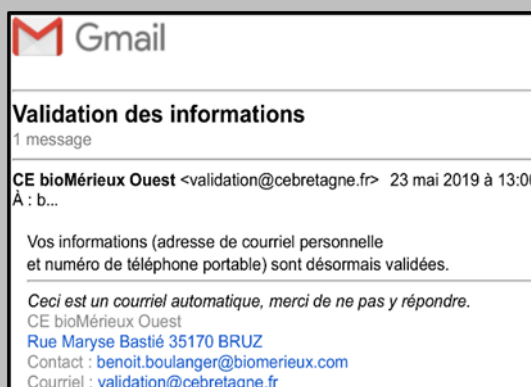 Gmail
Validation des informations
1 message
CE bioMérieux Ouest <validation@cebretagne.fr> 23 mai 2019 à 13:00
À : b...
Vos informations (adresse de courriel personnelle
et numéro de téléphone portable) sont désormais validées.
Ceci est un courriel automatique, merci de ne pas y répondre.
CE bioMérieux Ouest
Rue Maryse Bastié 35170 BRUZ
Contact : benoit.boulanger@biomerieux.com
Courriel : validation@cebretagne.fr